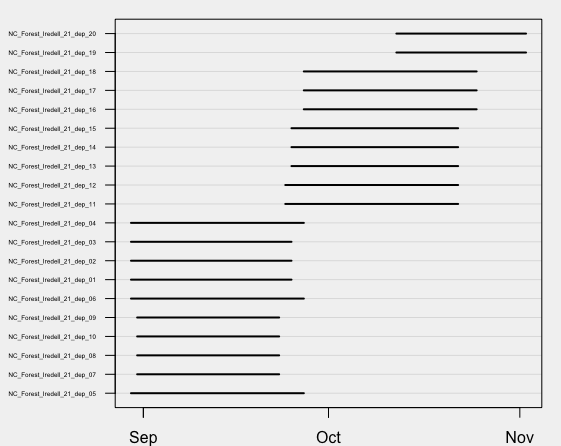 NC_Forest_Iredell_21_dep_20
NC_Forest_Iredell_21_dep_19
NC_Forest_Iredell_21_dep_18
NC_Forest_Iredell_21_dep_17
NC_Forest_Iredell_21_dep_16
NC_Forest_Iredell_21_dep_15
NC_Forest_Iredell_21_dep_14
NC_Forest_Iredell_21_dep_13
NC_Forest_Iredell_21_dep_12
NC_Forest_Iredell_21_dep_11
NC_Forest_Iredell_21_dep_04
NC_Forest_Iredell_21_dep_03
NC_Forest_Iredell_21_dep_02
NC_Forest_Iredell_21_dep_01
NC_Forest_Iredell_21_dep_06
NC_Forest_Iredell_21_dep_09
NC_Forest_Iredell_21_dep_10
NC_Forest_Iredell_21_dep_08
NC_Forest_Iredell_21_dep_07
NC_Forest_Iredell_21_dep_05
Sep Oct Nov